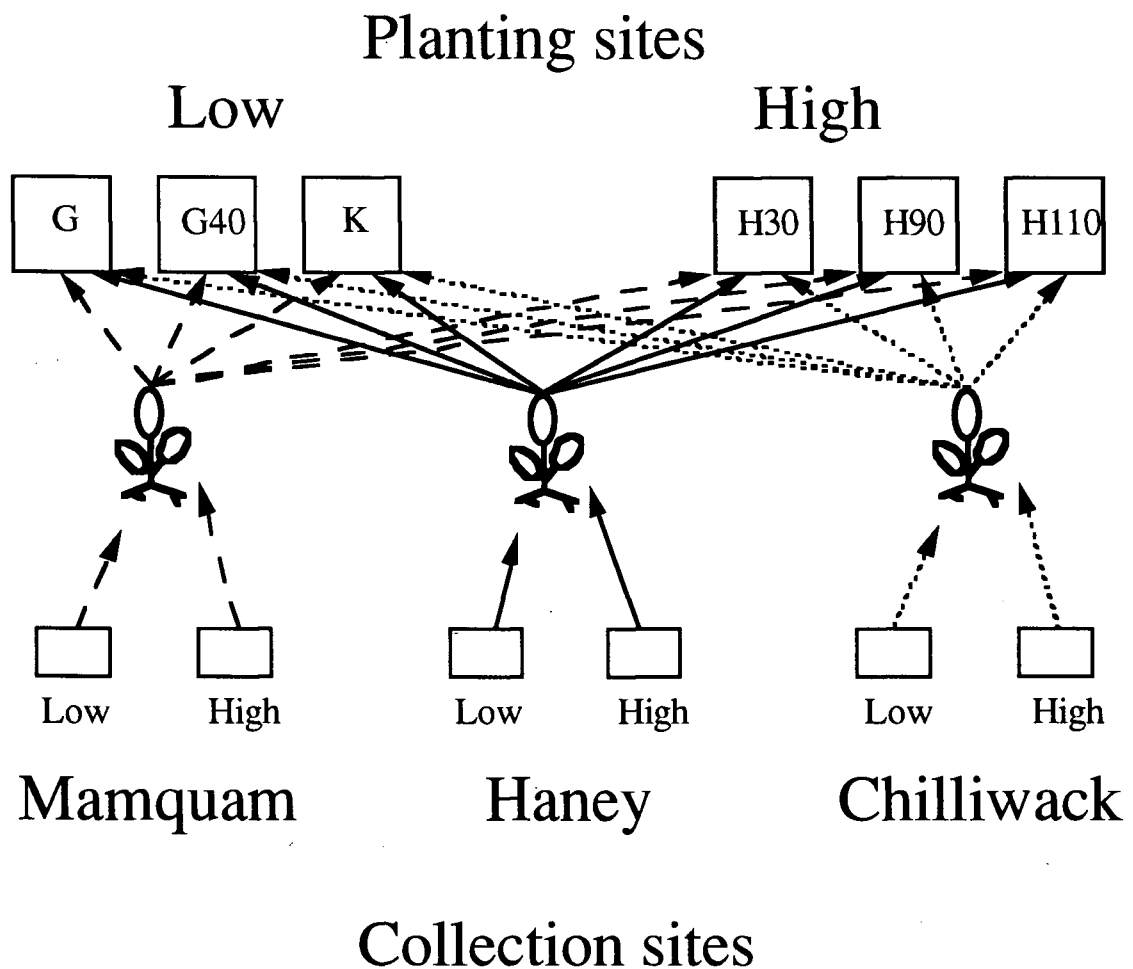 Planting sites
Low High
G G40 K H30 H90 H110
Low High Low High Low High
Mamquam Haney Chilliwack
Collection sites